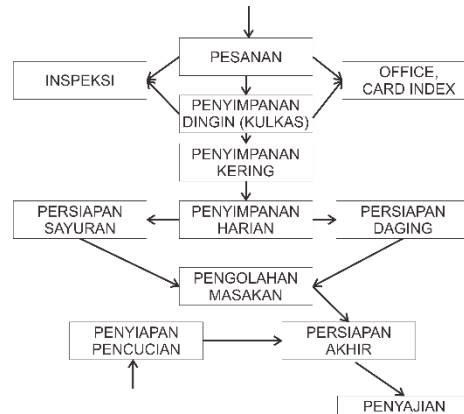 PESANAN
INSPEKSI
OFFICE,
CARD INDEX
PENYIMPANAN
DINGIN (KULKAS)
PENYIMPANAN
KERING
PERSIAPAN
SAYURAN
PENYIMPANAN
HARIAN
PERSIAPAN
DAGING
PENGOLAHAN
MASAKAN
PENYIAPAN
PENCUCIAN
PERSIAPAN
AKHIR
PENYAJIAN